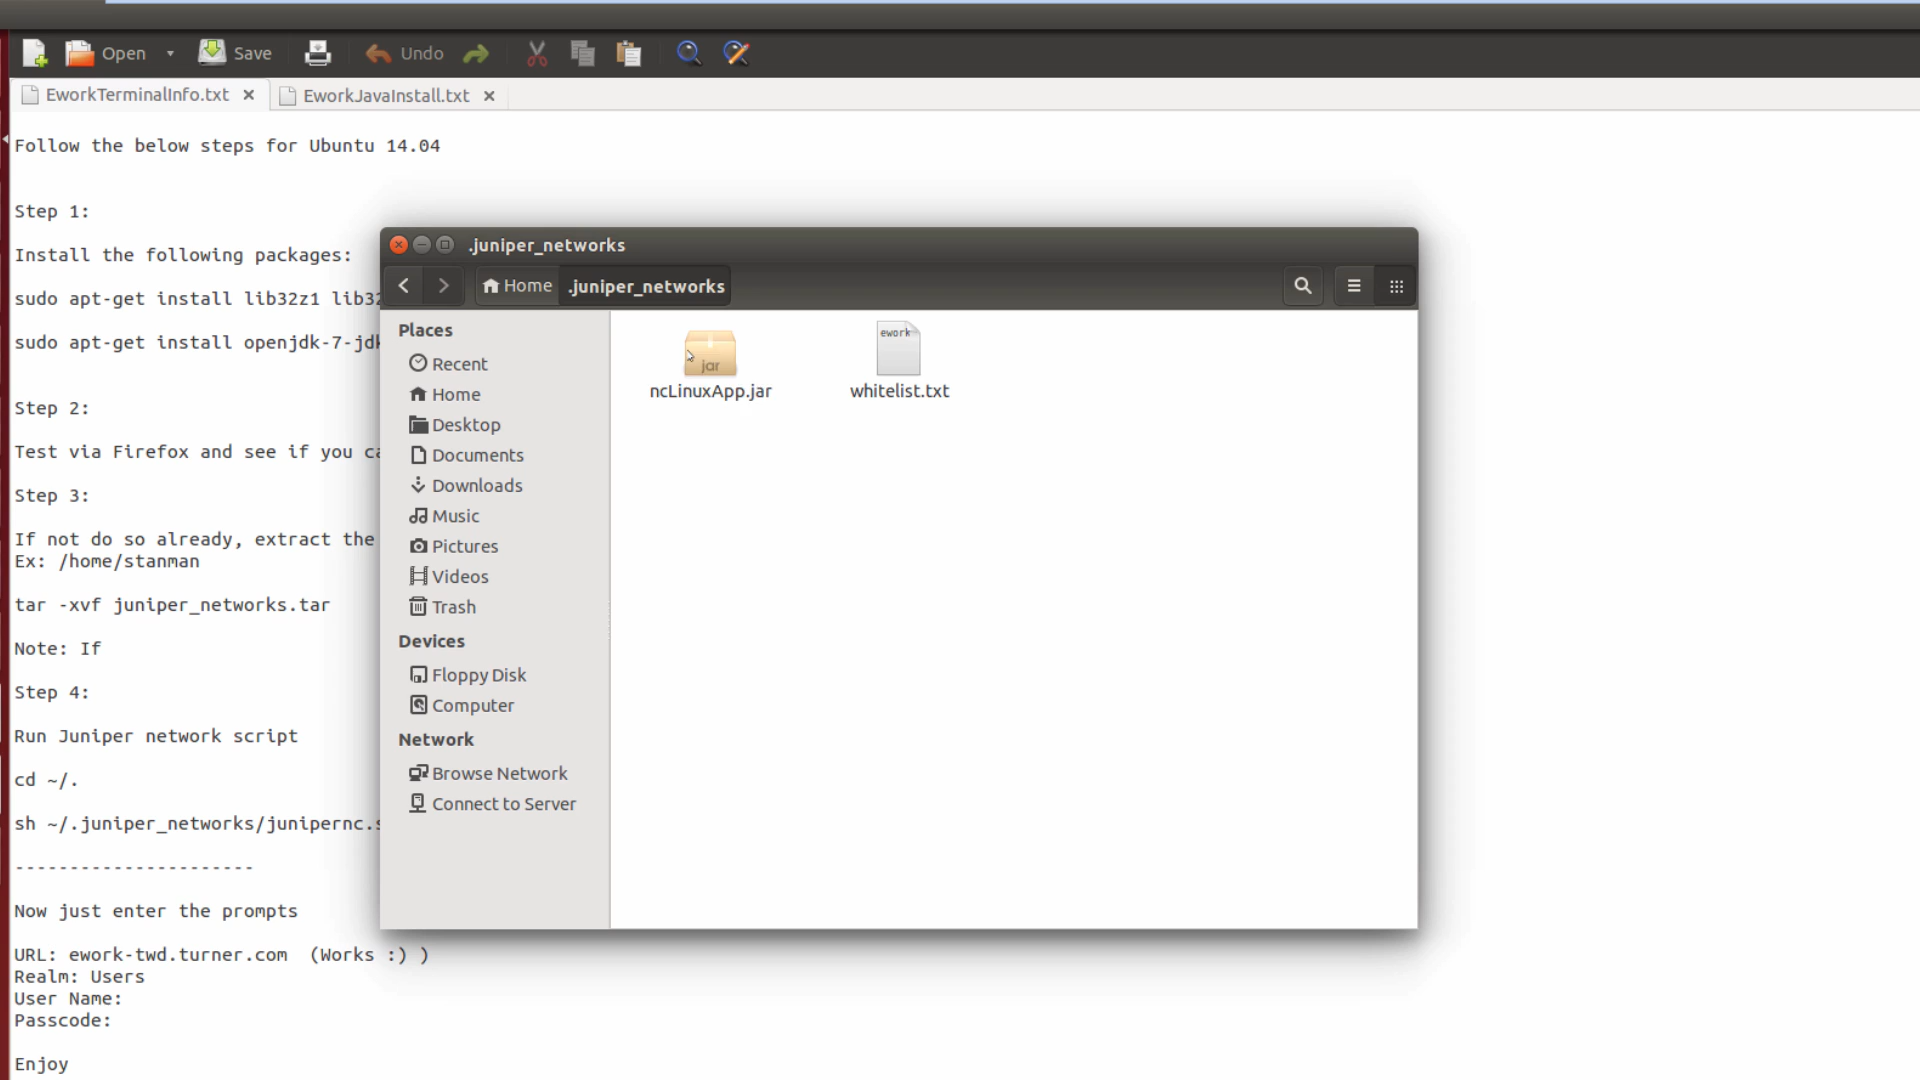 Open
Save
Undo
EworkTerminalInfo.txt
EworkJavaInstall.txt
Follow the below steps for Ubuntu 14.04
Step 1:
Install the following packages:
sudo apt-get install lib32z1 lib32
sudo apt-get install openjdk-7-jdk
Step 2:
Test via Firefox and see if you ca
Step 3:
If not do so already, extract the
Ex: /home/stanman
tar -xvf juniper_networks.tar
Note: If
Step 4:
Run Juniper network script
cd ~/.
sh ~/.juniper_networks/junipernc.s
----------------------
Now just enter the prompts
URL: ework-twd.turner.com  (Works :) )
Realm: Users
User Name:
Passcode:
Enjoy
.juniper_networks
Home
.juniper_networks
Places
Recent
Home
Desktop
Documents
Downloads
Music
Pictures
Videos
Trash
Devices
Floppy Disk
Computer
Network
Browse Network
Connect to Server
jar
ncLinuxApp.jar
ework
whitelist.txt